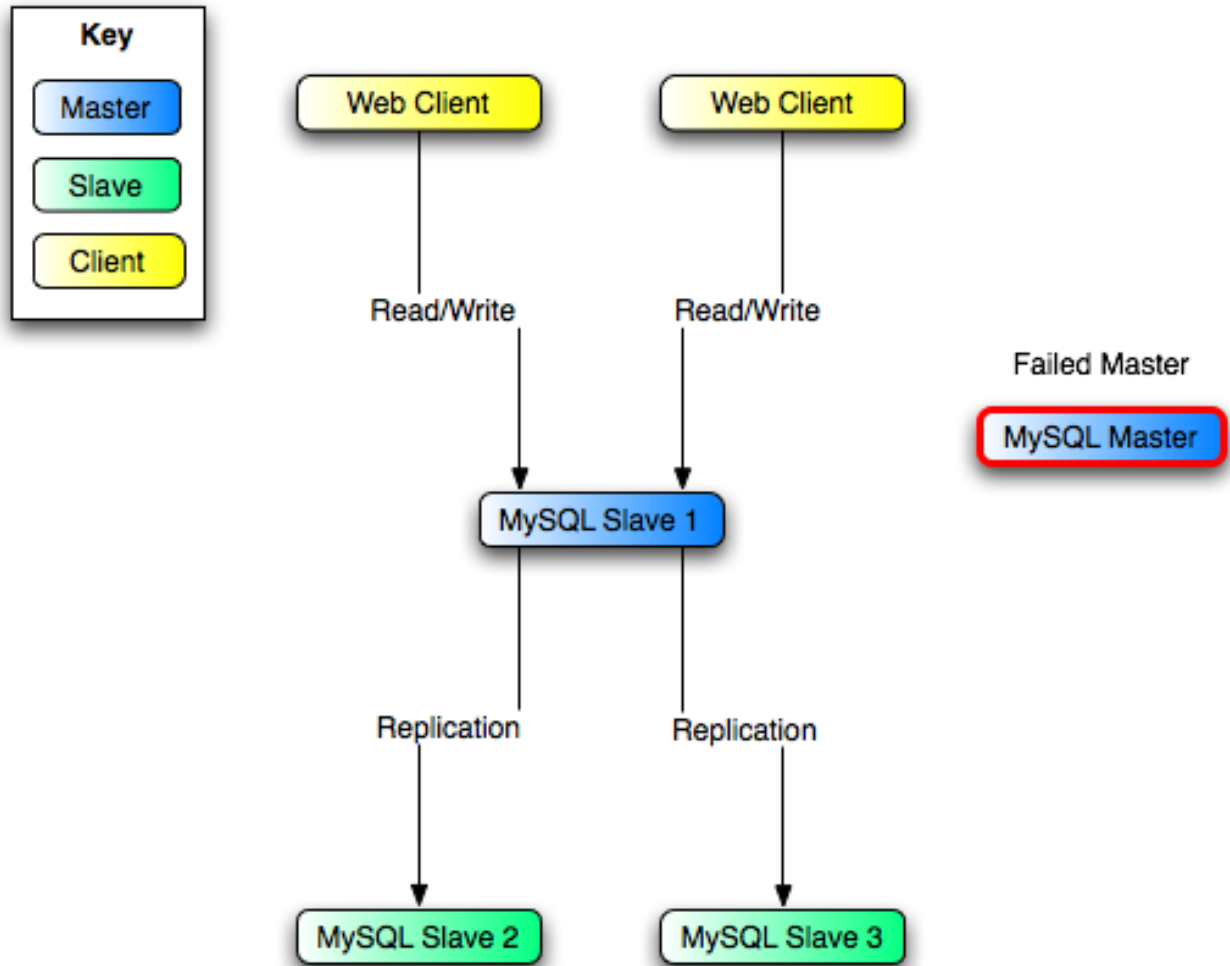 Key
Master
Slave
Client
Web Client
Web Client
Read/Write
Read/Write
Failed Master
MySQL Master
MySQL Slave 1
Replication
Replication
MySQL Slave 2
MySQL Slave 3